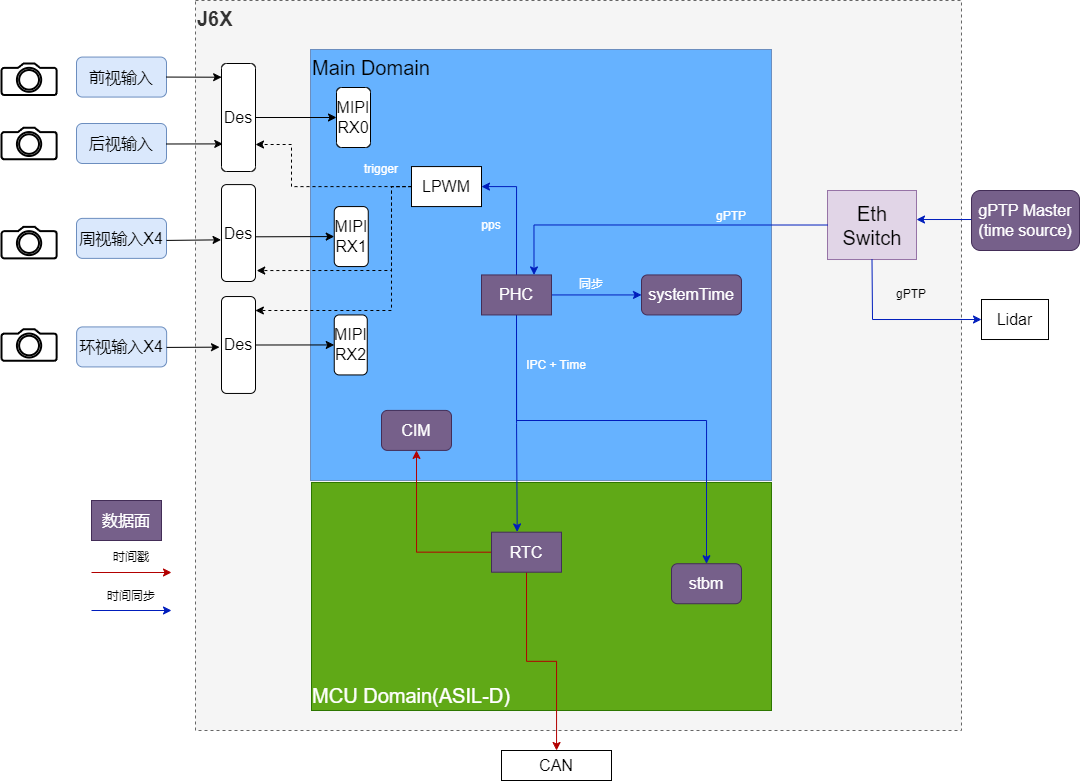 J6X
Main Domain
前视输入
Des
MIPI
RX0
后视输入
trigger
LPWM
pps
gPTP
Eth
Switch
gPTP Master
(time source)
周视输入X4
Des
MIPI
RX1
PHC
同步
systemTime
gPTP
Lidar
环视输入X4
Des
MIPI
RX2
IPC + Time
CIM
数据面
时间戳
时间同步
RTC
stbm
MCU Domain(ASIL-D)
CAN